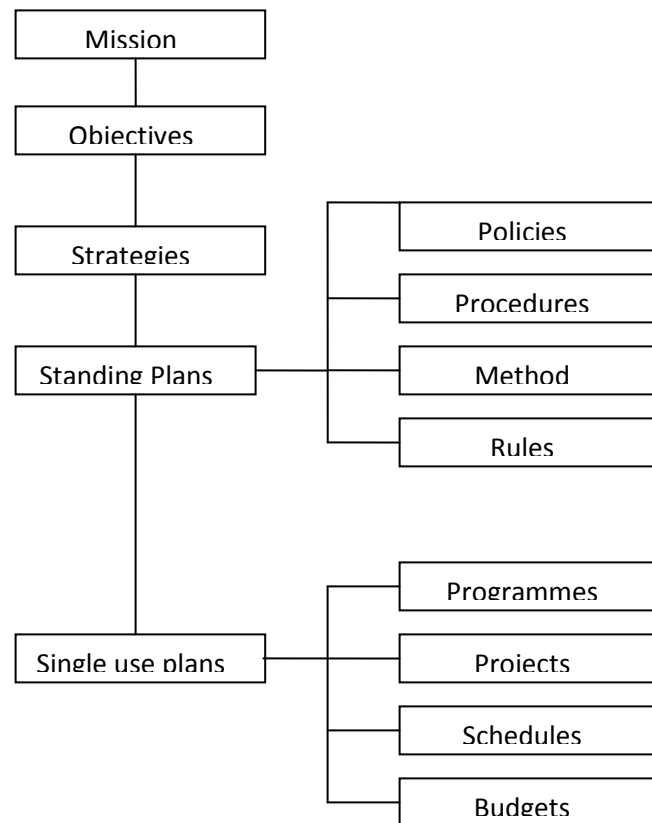 Mission
Objectives
Strategies
Standing Plans
Policies
Procedures
Method
Rules
Single use plans
Programmes
Projects
Schedules
Budgets